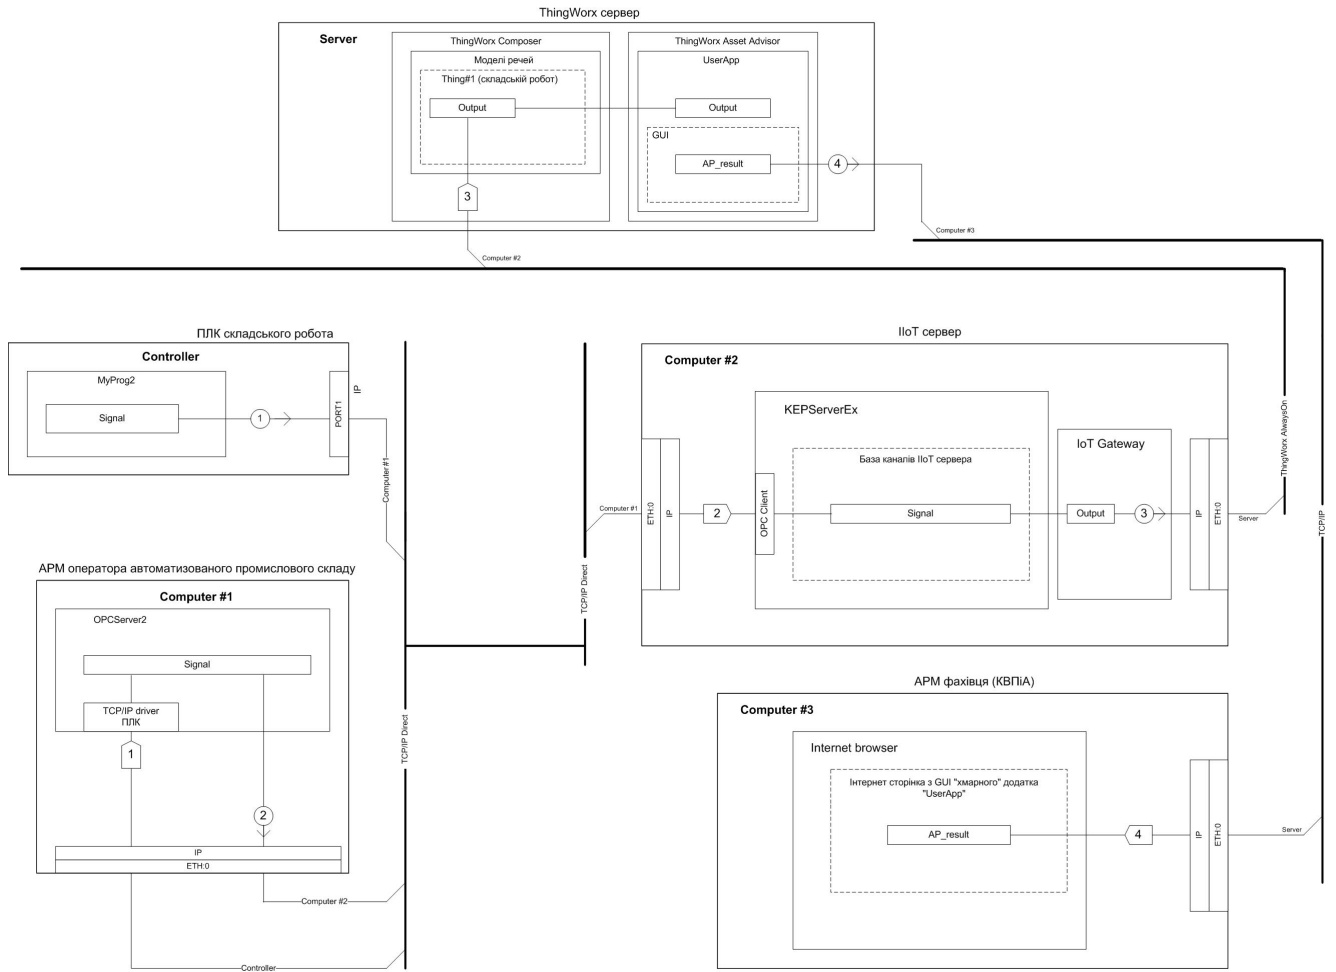 ThingWorx сервер
Server
ThingWorx Composer
ThingWorx Asset Advisor
Моделі речей
UserApp
Thing#1 (складській робот)
Output
Output
GUI
AP_result
4
3
Computer #3
Computer #2
ПЛК складського робота
Controller
MyProg2
Signal
1
PORT1
IP
Computer #1
АРМ оператора автоматизованого промислового складу
Computer #1
OPCServer2
Signal
TCP/IP driver
ПЛК
1
2
IP
ETH:0
Computer #2
Controller
TCP/IP Direct
TCP/IP Direct
IIoT сервер
Computer #2
KEPServerEx
IoT Gateway
База каналів IIoT сервера
Computer #1
ETH:0
IP
2
OPC Client
Signal
Output
3
IP
ETH:0
Server
ThingWorx AlwaysOn
TCP/IP
АРМ фахівця (КВПіА)
Computer #3
Internet browser
Інтернет сторінка з GUI "хмарного" додатка
"UserApp"
AP_result
4
IP
ETH:0
Server